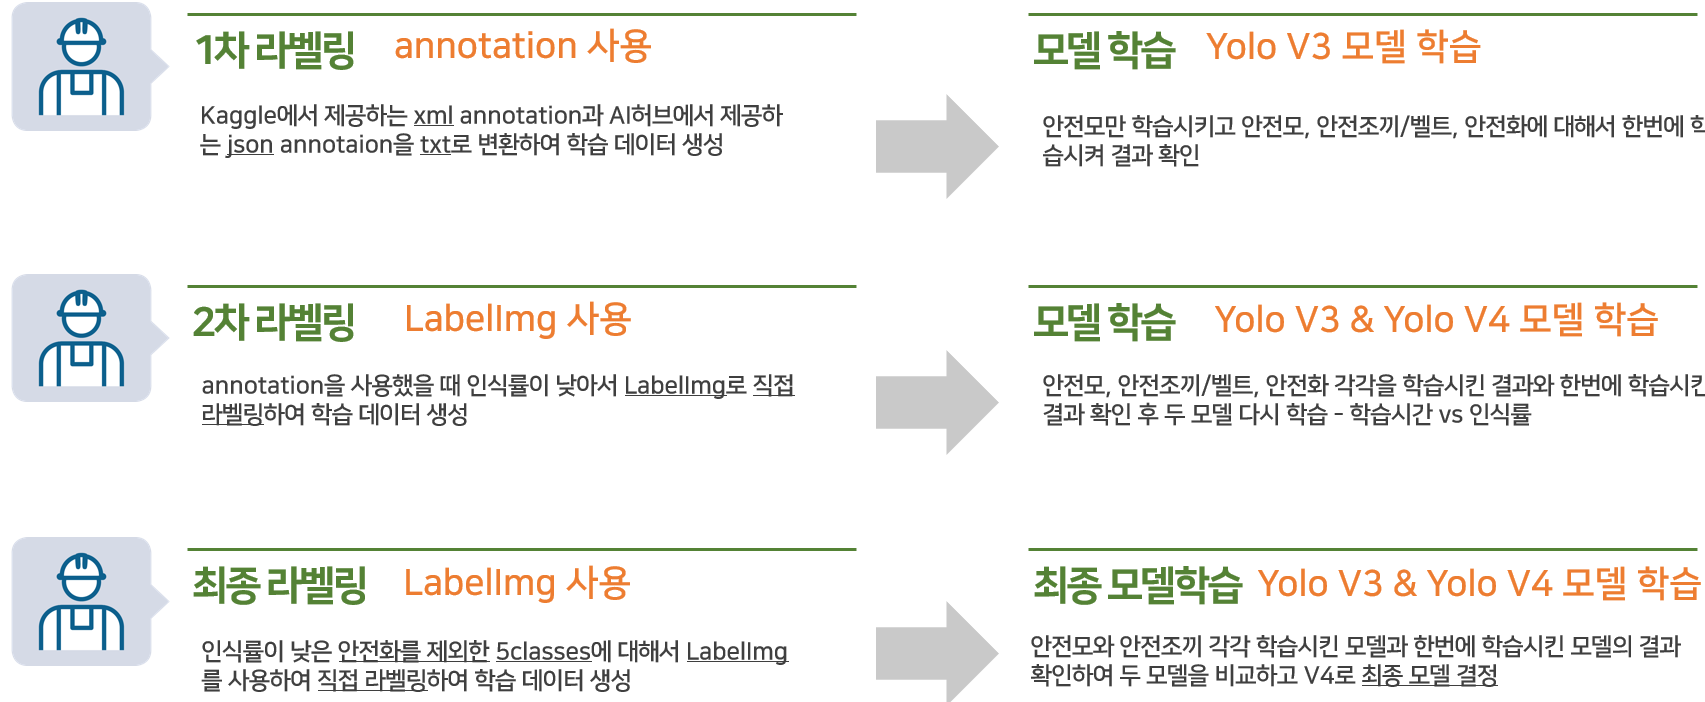 1차 라벨링 annotation 사용
Kaggle에서 제공하는 xml annotation과 AI허브에서 제공하
는 json annotaion을 txt로 변환하여 학습 데이터 생성
모델 학습 Yolo V3 모델 학습
안전모만 학습시키고 안전모, 안전조끼/벨트, 안전화에 대해서 한번에 학
습시켜 결과 확인
2차 라벨링 LabelImg 사용
annotation을 사용했을 때 인식률이 낮아서 LabelImg로 직접
라벨링하여 학습 데이터 생성
모델 학습 Yolo V3 & Yolo V4 모델 학습
안전모, 안전조끼/벨트, 안전화 각각을 학습시킨 결과와 한번에 학습시킨
결과 확인 후 두 모델 다시 학습 - 학습시간 vs 인식률
최종 라벨링 LabelImg 사용
인식률이 낮은 안전화를 제외한 5classes에 대해서 LabelImg
를 사용하여 직접 라벨링하여 학습 데이터 생성
최종 모델학습 Yolo V3 & Yolo V4 모델 학습
안전모와 안전조끼 각각 학습시킨 모델과 한번에 학습시킨 모델의 결과
확인하여 두 모델을 비교하고 V4로 최종 모델 결정